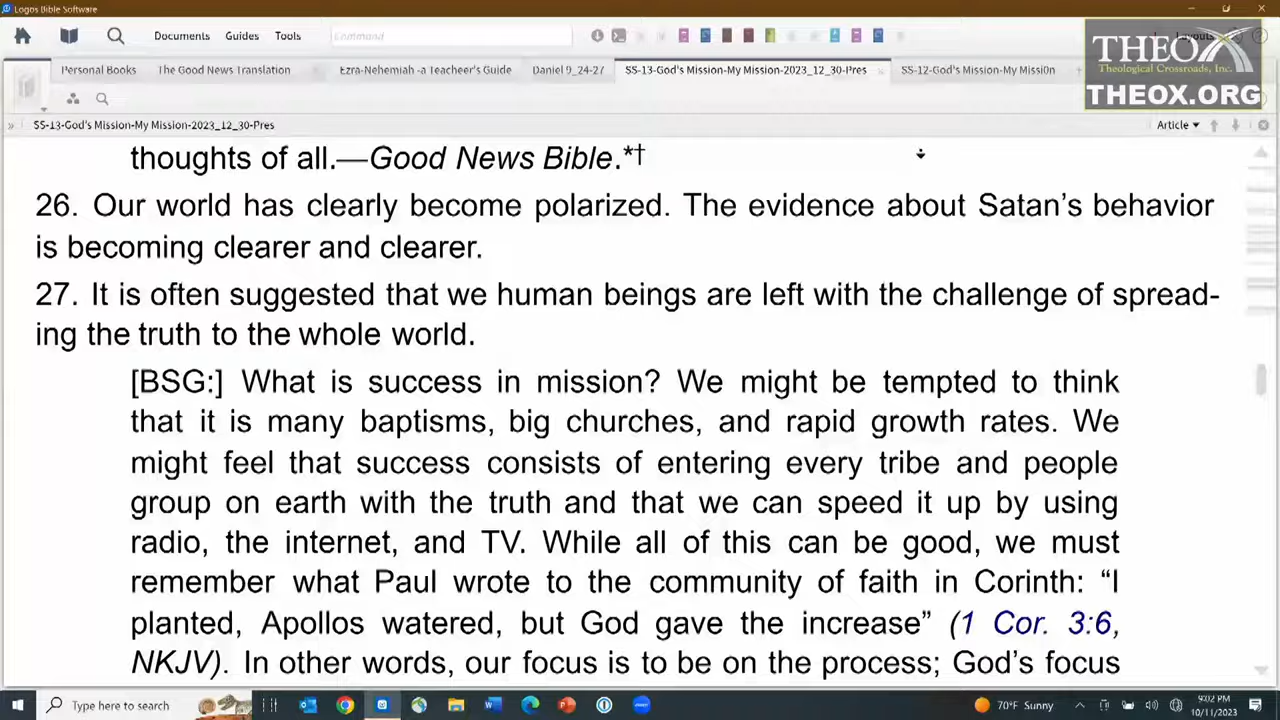 Logos Bible Software
Documents Guides Tools Command
THEOX
Theological Crossroads, Inc.
THEOX.ORG
Personal Books The Good News Translation Daniel 9_24-27 SS-13-God's Mission-My Mission-2023_12_30-Pres SS-12-God's Mission-My Missi0n
SS-13-God's Mission-My Mission-2023_12_30-Pres Article
thoughts of all.—Good News Bible.*†
26. Our world has clearly become polarized. The evidence about Satan's behavior
is becoming clearer and clearer.
27. It is often suggested that we human beings are left with the challenge of spread-
ing the truth to the whole world.
[BSG:] What is success in mission? We might be tempted to think
that it is many baptisms, big churches, and rapid growth rates. We
might feel that success consists of entering every tribe and people
group on earth with the truth and that we can speed it up by using
radio, the internet, and TV. While all of this can be good, we must
remember what Paul wrote to the community of faith in Corinth: “I
planted, Apollos watered, but God gave the increase” (1 Cor. 3:6,
NKJV). In other words, our focus is to be on the process; God's focus
Type here to search 70°F Sunny 9:02 PM
10/11/2023